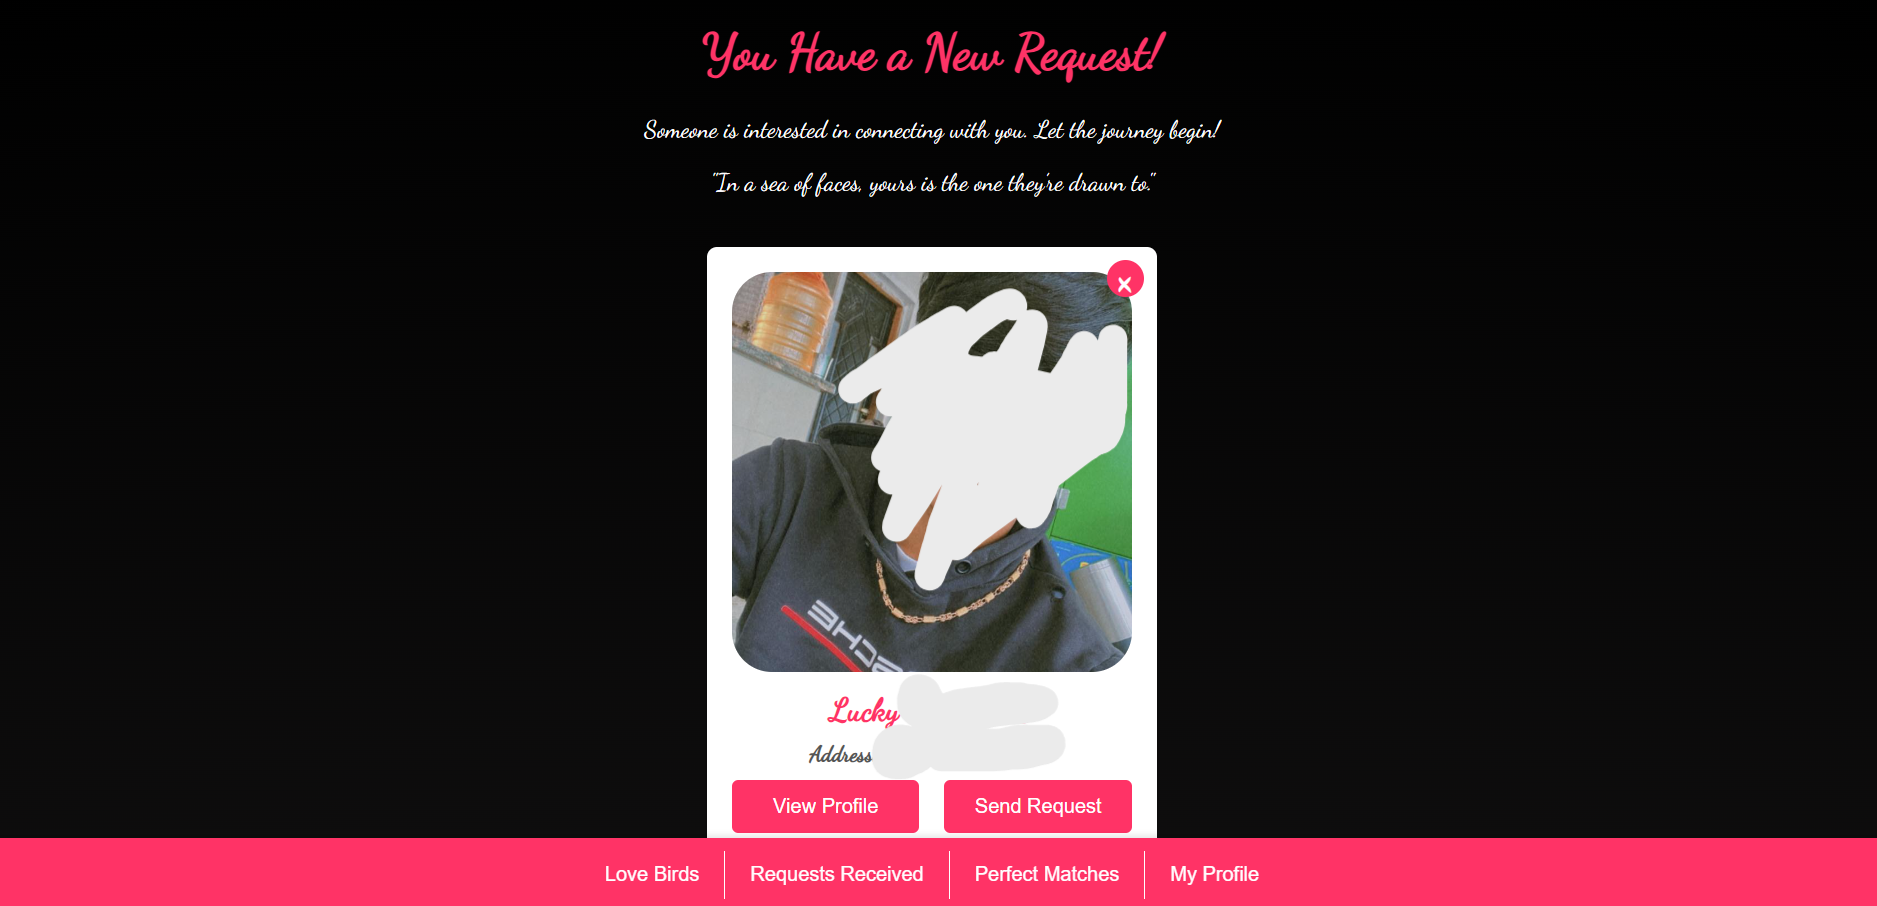 You Have a New Request!
Someone is interested in connecting with you. Let the journey begin!
"In a sea of faces, yours is the one they're drawn to."
x
Lucky
Address
View Profile
Send Request
Love Birds
Requests Received
Perfect Matches
My Profile